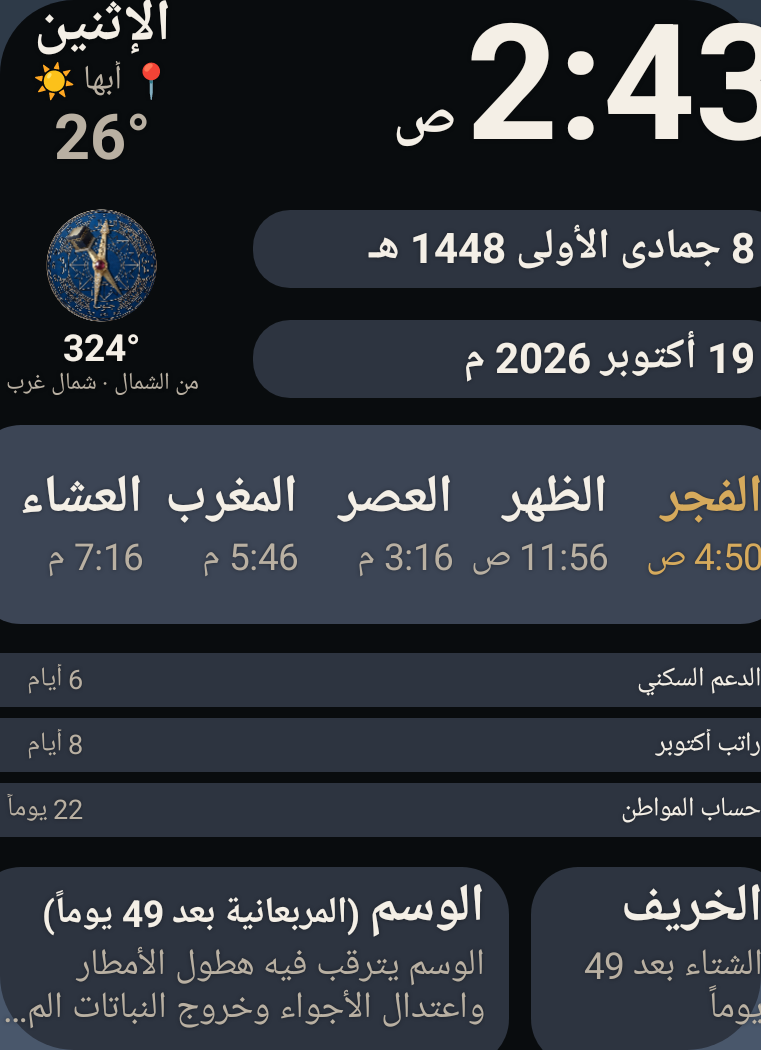 2:43 ص
الإثنين
أبها
26°
8 جمادى الأولى 1448 هـ
19 أكتوبر 2026 م
324°
من الشمال · شمال غرب
الفجر الظهر العصر المغرب العشاء
4:50 ص 11:56 ص 3:16 م 5:46 م 7:16 م
الدعم السكني 6 أيام
راتب أكتوبر 8 أيام
حساب المواطن 22 يوماً
الخريف
الشتاء بعد 49
يوماً
الوسم (المربعانية بعد 49 يوماً)
الوسم يترقب فيه هطول الأمطار
واعتدال الأجواء وخروج النباتات الم...